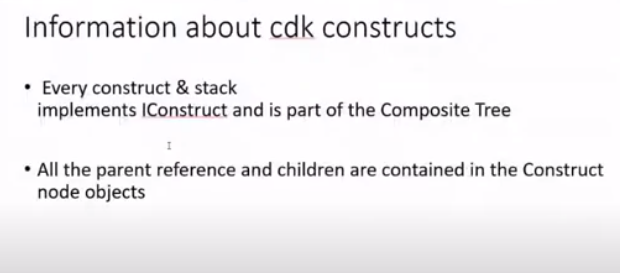 Information about cdk constructs
• Every construct & stack
implements IConstruct and is part of the Composite Tree
• All the parent reference and children are contained in the Construct
node objects